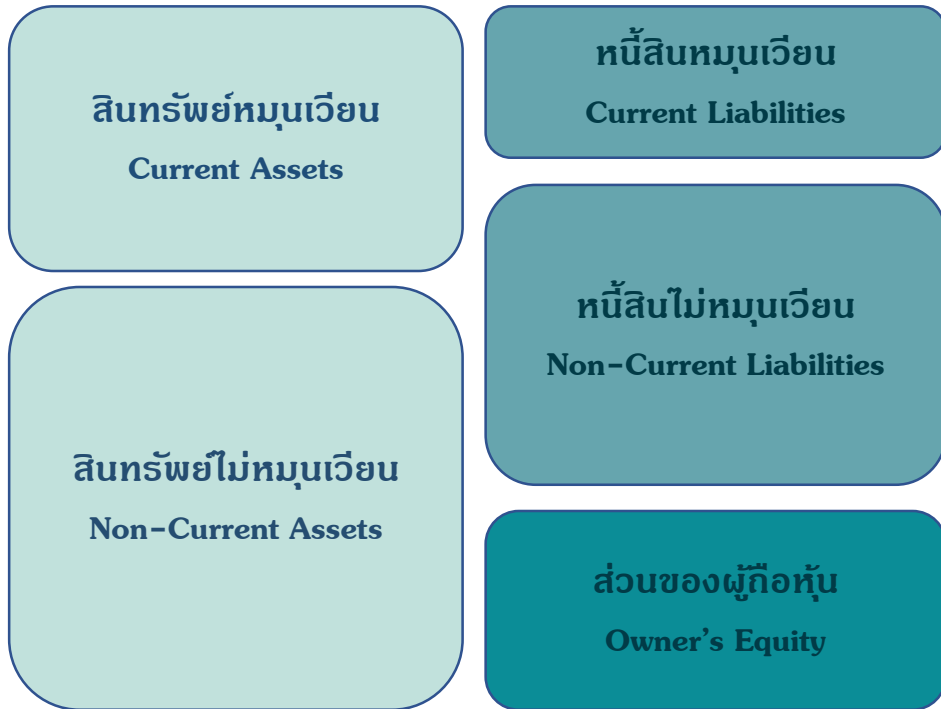 สินทรัพย์หมุนเวียน
Current Assets
สินทรัพย์ไม่หมุนเวียน
Non-Current Assets
หนี้สินหมุนเวียน
Current Liabilities
หนี้สินไม่หมุนเวียน
Non-Current Liabilities
ส่วนของผู้ถือหุ้น
Owner's Equity